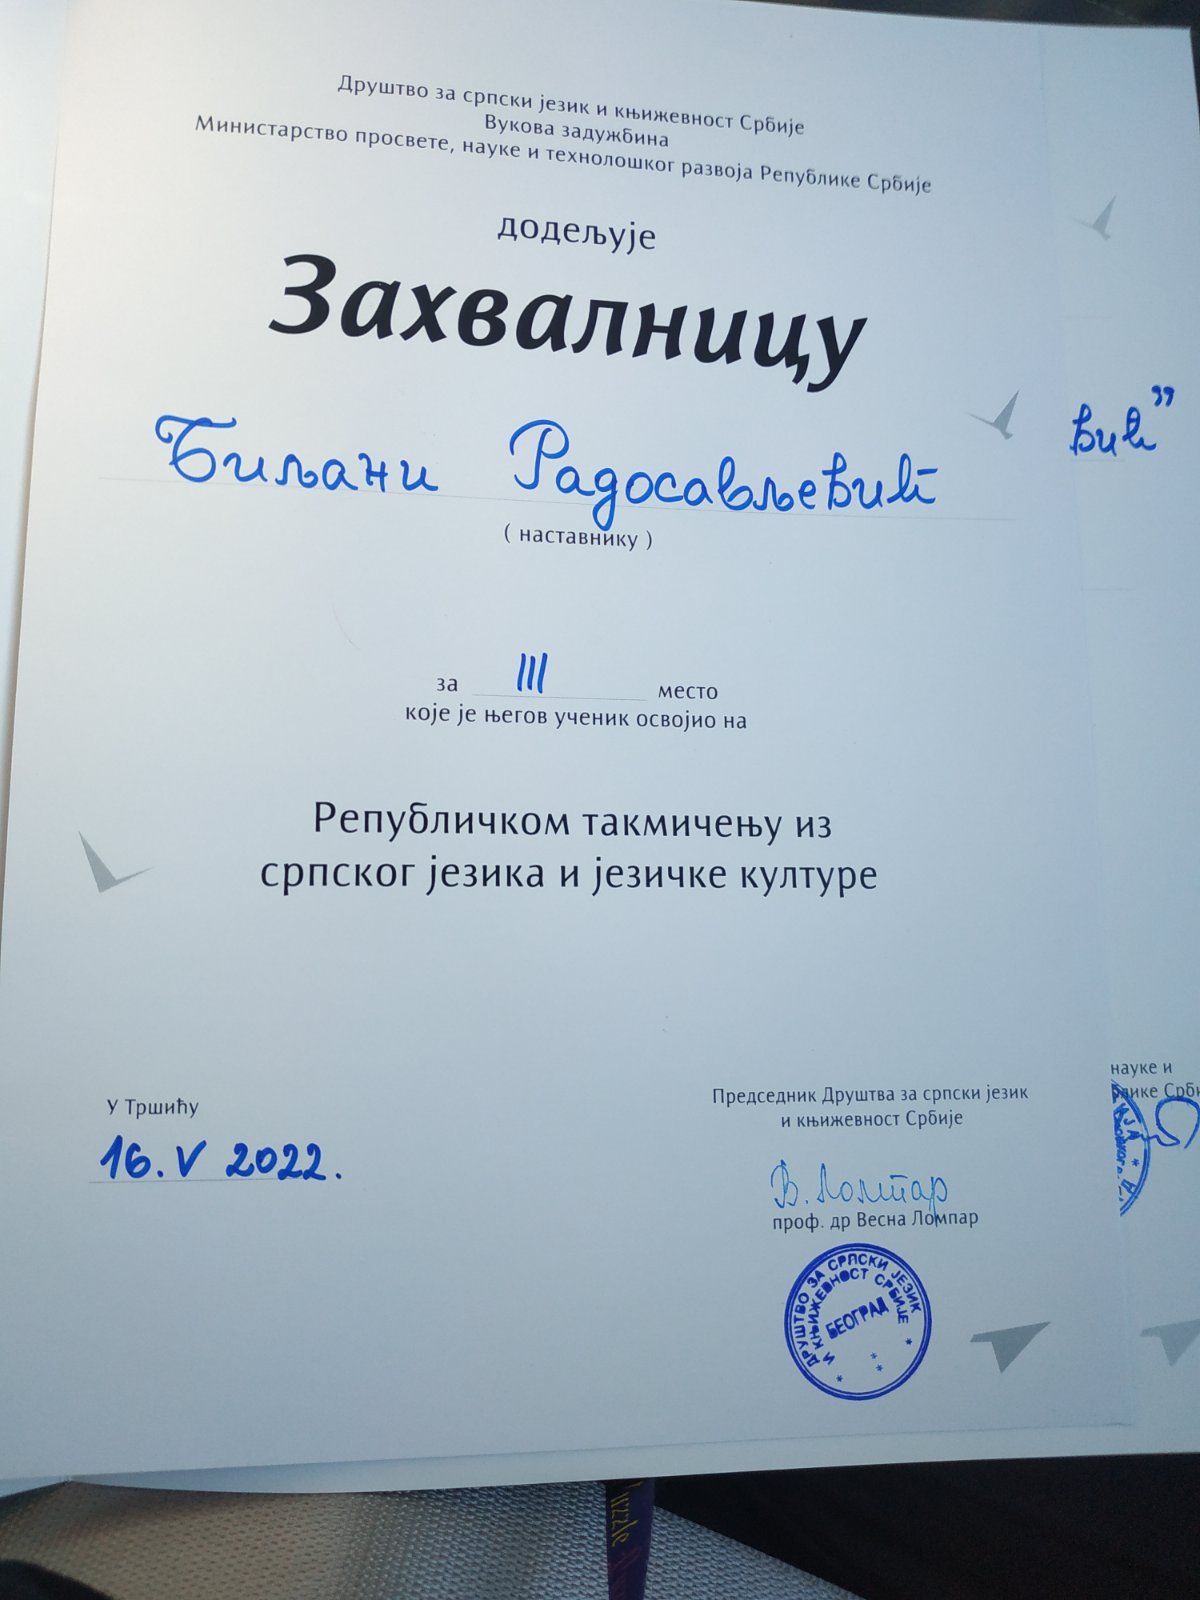 Друштво за српски језик и књижевност Србије
Вукова задужбина
Министарство просвете, науке и технолошког развоја Републике Србије
додељује
Захвалницу
Биљани Радосављевић
( наставнику )
вић”
за III место
које је његов ученик освојио на
Републичком такмичењу из
српског језика и језичке културе
У Тршићу
16. V 2022.
Председник Друштва за српски језик
и књижевност Србије
В. Ломпар
проф. др Весна Ломпар
ДРУШТВО ЗА СРПСКИ ЈЕЗИК
И КЊИЖЕВНОСТ СРБИЈЕ
БЕОГРАД
науке и
блике Срби